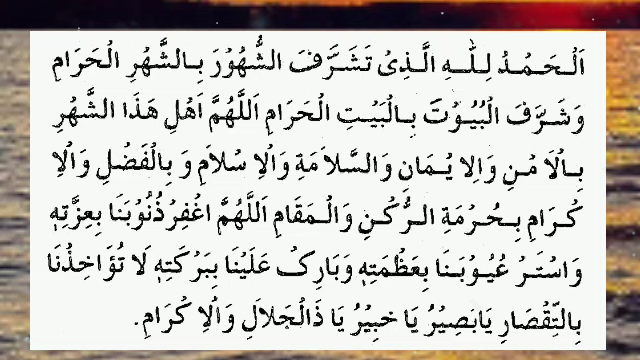 اَلْحَمْدُ لِلّٰهِ الَّذِىْ تَشَرَّفَ الشُّهُوْرَ بِالشَّهْرِ الْحَرَامِ
وَشَرَّفَ الْبُيُوْتَ بِالْبَيْتِ الْحَرَامِ اَللّٰهُمَّ اَهْلِ هَذَا الشَّهْرِ
بِالْاَ مْنِ وَالِا يْمَانِ وَالسَّلَامَةِ وَالْاِ سْلَامِ وَ بِالْفَضْلِ وَالْاِ
كْرَامِ بِحُرْمَةِ الرُّكْنِ وَالْمَقَامِ اَللّٰهُمَّ اغْفِرْذُنُوْبَنَا بِعِزَّتِهٖ
وَاسْتَرْ عُيُوْبَنَا بِعَظْمَتِهٖ وَبَارِكْ عَلَيْنَا بِبَرْكَتِهٖ لَا تُؤَاخِذْنَا
بِالتِّقْصَارِ يَابَصِيْرُ يَا خَبِيْرُ يَا ذَالْجَلَالِ وَالْاِ كْرَامِ.